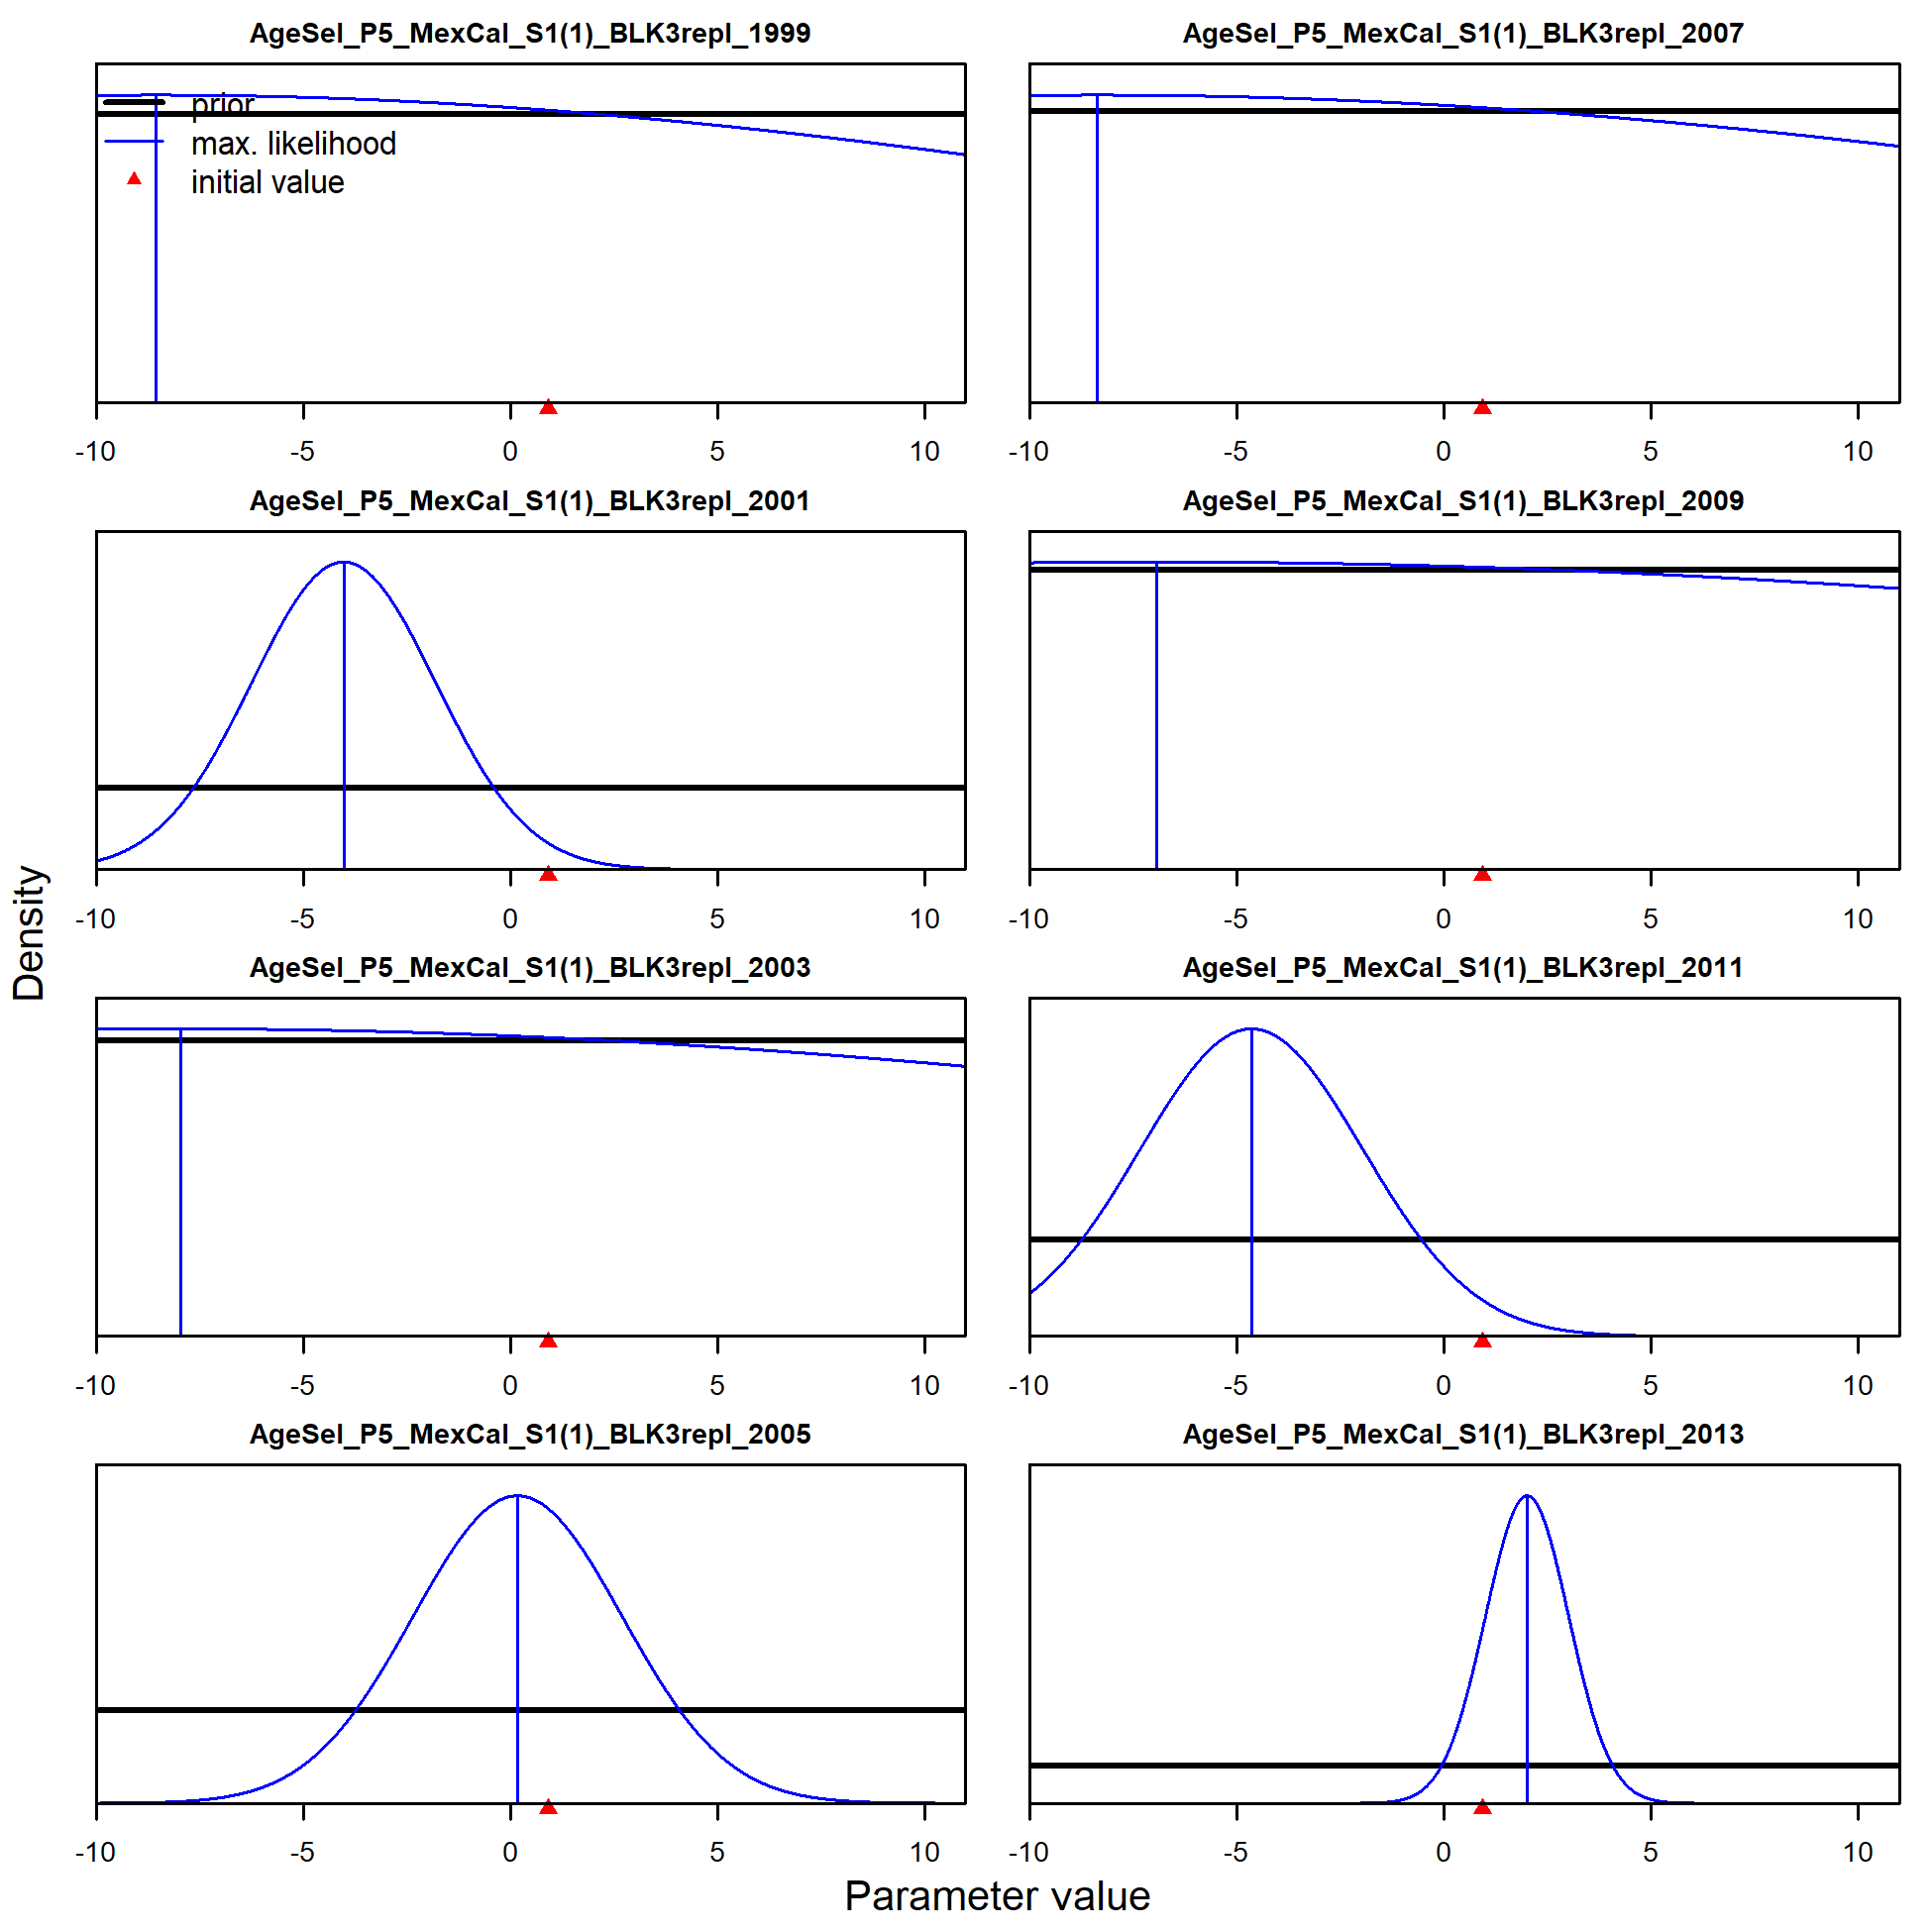 AgeSel_P5_MexCal_S1(1)_BLK3repl_1999
prior
max. likelihood
initial value
-10 -5 0 5 10
AgeSel_P5_MexCal_S1(1)_BLK3repl_2007
-10 -5 0 5 10
AgeSel_P5_MexCal_S1(1)_BLK3repl_2001
-10 -5 0 5 10
AgeSel_P5_MexCal_S1(1)_BLK3repl_2009
-10 -5 0 5 10
AgeSel_P5_MexCal_S1(1)_BLK3repl_2003
-10 -5 0 5 10
AgeSel_P5_MexCal_S1(1)_BLK3repl_2011
-10 -5 0 5 10
AgeSel_P5_MexCal_S1(1)_BLK3repl_2005
-10 -5 0 5 10
AgeSel_P5_MexCal_S1(1)_BLK3repl_2013
-10 -5 0 5 10
Density
Parameter value